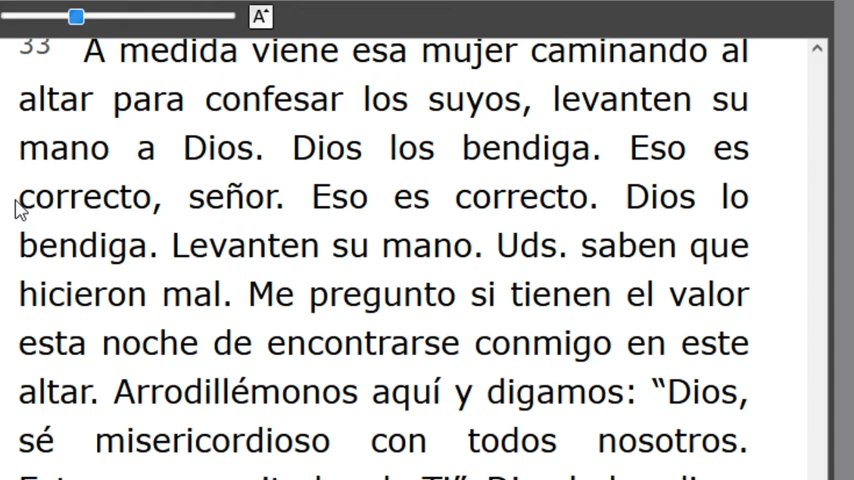 A
33 A medida viene esa mujer caminando al
altar para confesar los suyos, levanten su
mano a Dios. Dios los bendiga. Eso es
correcto, señor. Eso es correcto. Dios lo
bendiga. Levanten su mano. Uds. saben que
hicieron mal. Me pregunto si tienen el valor
esta noche de encontrarse conmigo en este
altar. Arrodillémonos aquí y digamos: “Dios,
sé misericordioso con todos nosotros.